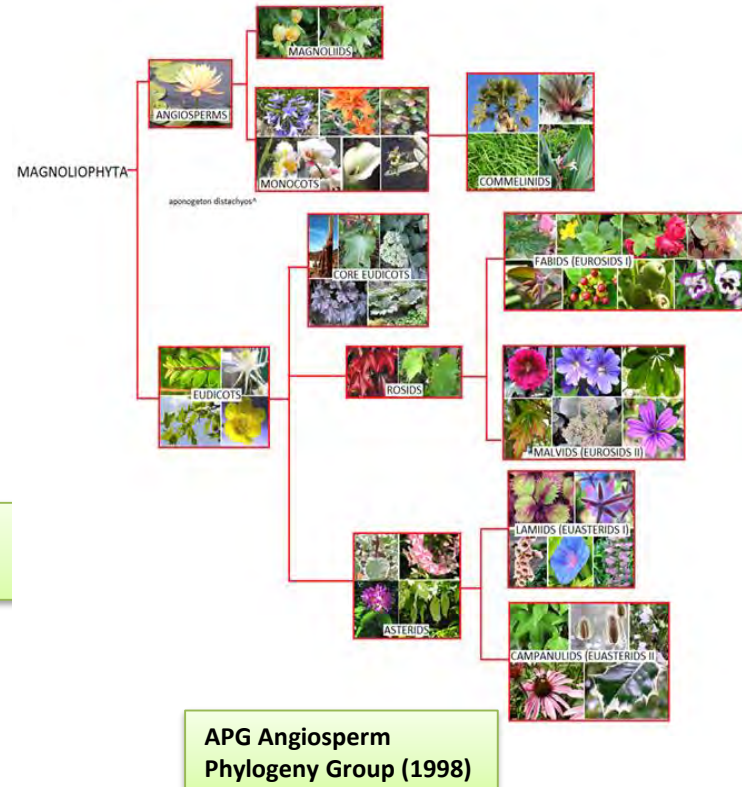 MAGNOLIIDS
ANGIOSPERMS
MONOCOTS
COMMELINIDS
MAGNOLIOPHYTA
aponogeton distachyos^
CORE EUDICOTS
FABIDS (EUROSIDS I)
EUDICOTS
ROSIDS
MALVIDS (EUROSIDS II)
LAMIIDS (EUASTERIDS I)
ASTERIDS
CAMPANULIDS (EUASTERIDS II
APG Angiosperm
Phylogeny Group (1998)